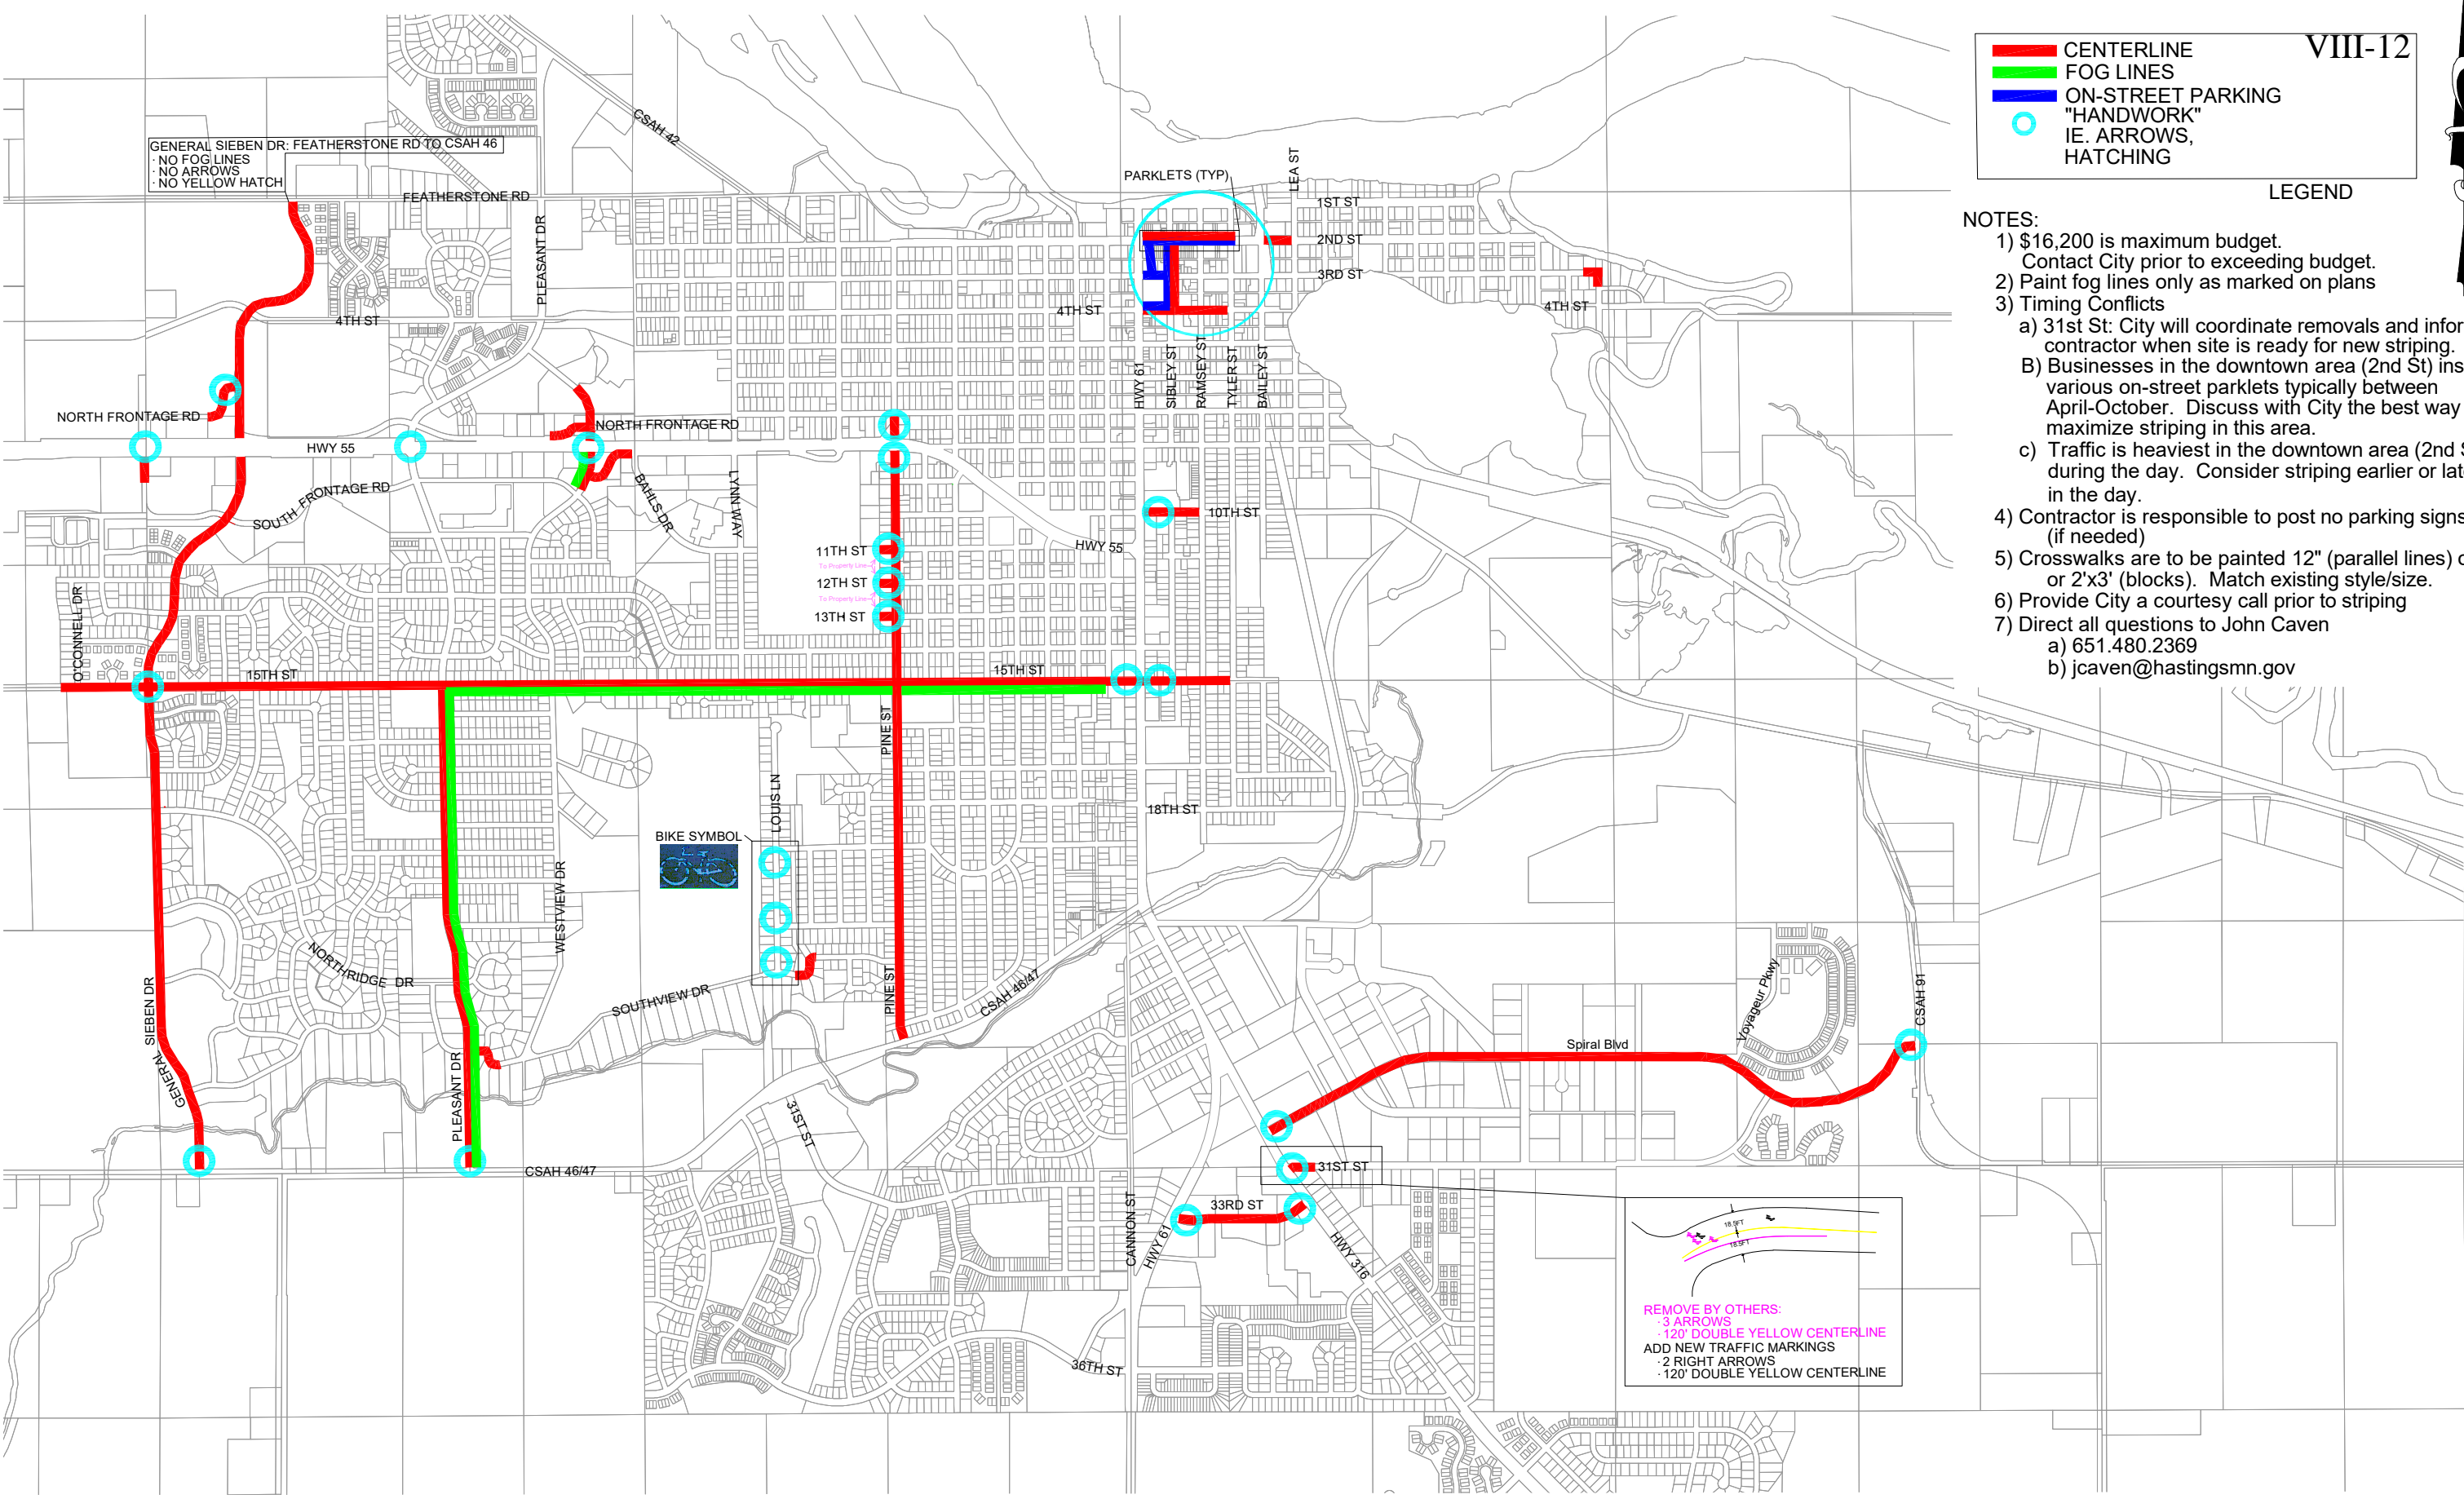 VIII-12
CENTERLINE
FOG LINES
ON-STREET PARKING
"HANDWORK"
IE. ARROWS,
HATCHING
LEGEND
NOTES:
1) $16,200 is maximum budget.
Contact City prior to exceeding budget.
2) Paint fog lines only as marked on plans
3) Timing Conflicts
a) 31st St: City will coordinate removals and infor
contractor when site is ready for new striping.
B) Businesses in the downtown area (2nd St) ins
various on-street parklets typically between
April-October. Discuss with City the best way
maximize striping in this area.
c) Traffic is heaviest in the downtown area (2nd S
during the day. Consider striping earlier or lat
in the day.
4) Contractor is responsible to post no parking signs
(if needed)
5) Crosswalks are to be painted 12" (parallel lines) o
or 2'x3' (blocks). Match existing style/size.
6) Provide City a courtesy call prior to striping
7) Direct all questions to John Caven
a) 651.480.2369
b) jcaven@hastingsmn.gov
GENERAL SIEBEN DR: FEATHERSTONE RD TO CSAH 46
· NO FOG LINES
· NO ARROWS
· NO YELLOW HATCH
CSAH 42
FEATHERSTONE RD
PLEASANT DR
PARKLETS (TYP)
LEA ST
1ST ST
2ND ST
3RD ST
4TH ST
4TH ST
4TH ST
HWY 61
SIBLEY ST
RAMSEY ST
TYLER ST
BAILEY ST
NORTH FRONTAGE RD
NORTH FRONTAGE RD
HWY 55
SOUTH FRONTAGE RD
BAHLS DR
LYNN WAY
10TH ST
HWY 55
11TH ST
To Property Line
12TH ST
To Property Line
13TH ST
O'CONNELL DR
15TH ST
15TH ST
PINE ST
LOUIS LN
18TH ST
BIKE SYMBOL
WESTVIEW DR
NORTHRIDGE DR
SOUTHVIEW DR
PINE ST
CSAH 46/47
GENERAL SIEBEN DR
PLEASANT DR
31ST ST
CSAH 46/47
Voyageur Pkwy
CSAH 91
Spiral Blvd
31ST ST
33RD ST
CANNON ST
HWY 61
HWY 316
36TH ST
18.5FT
REMOVE BY OTHERS:
· 3 ARROWS
· 120' DOUBLE YELLOW CENTERLINE
ADD NEW TRAFFIC MARKINGS
· 2 RIGHT ARROWS
· 120' DOUBLE YELLOW CENTERLINE